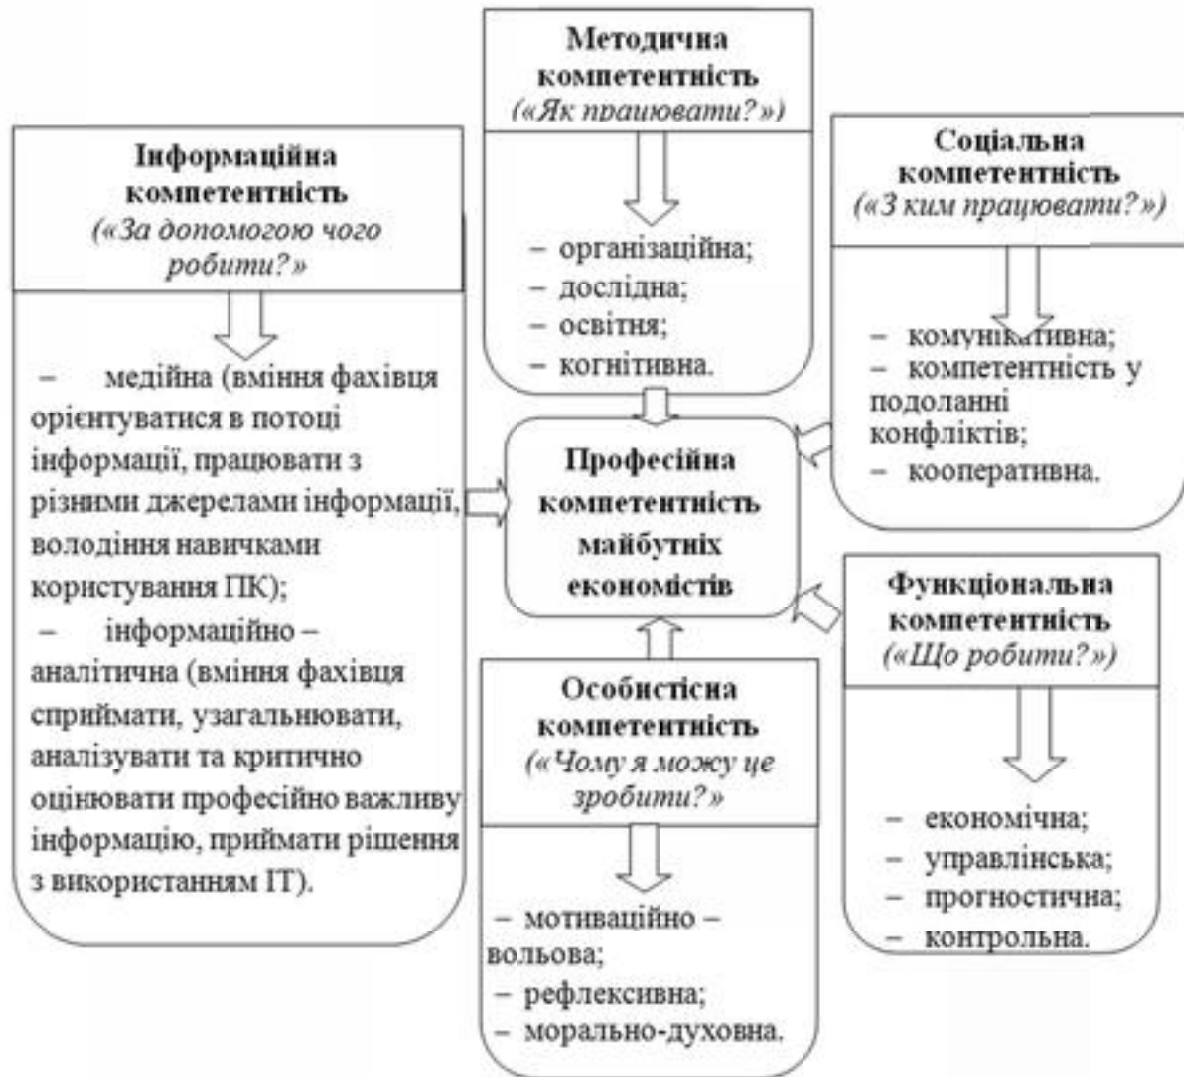 Методична
компетентність
(«Як працювати?»)
– організаційна;
– дослідна;
– освітня;
– когнітивна.
Інформаційна
компетентність
(«За допомогою чого
робити?»
– медійна (вміння фахівця
орієнтуватися в потоці
інформації, працювати з
різними джерелами інформації,
володіння навичками
користування ПК);
– інформаційно –
аналітична (вміння фахівця
сприймати, узагальнювати,
аналізувати та критично
оцінювати професійно важливу
інформацію, приймати рішення
з використанням ІТ).
Соціальна
компетентність
(«З ким працювати?»)
– комунікативна;
– компетентність у
подоланні
конфліктів;
– кооперативна.
Професійна
компетентність
майбутніх
економістів
Функціональна
компетентність
(«Що робити?»)
– економічна;
– управлінська;
– прогностична;
– контрольна.
Особистісна
компетентність
(«Чому я можу це
зробити?»
– мотиваційно –
вольова;
– рефлексивна;
– морально-духовна.